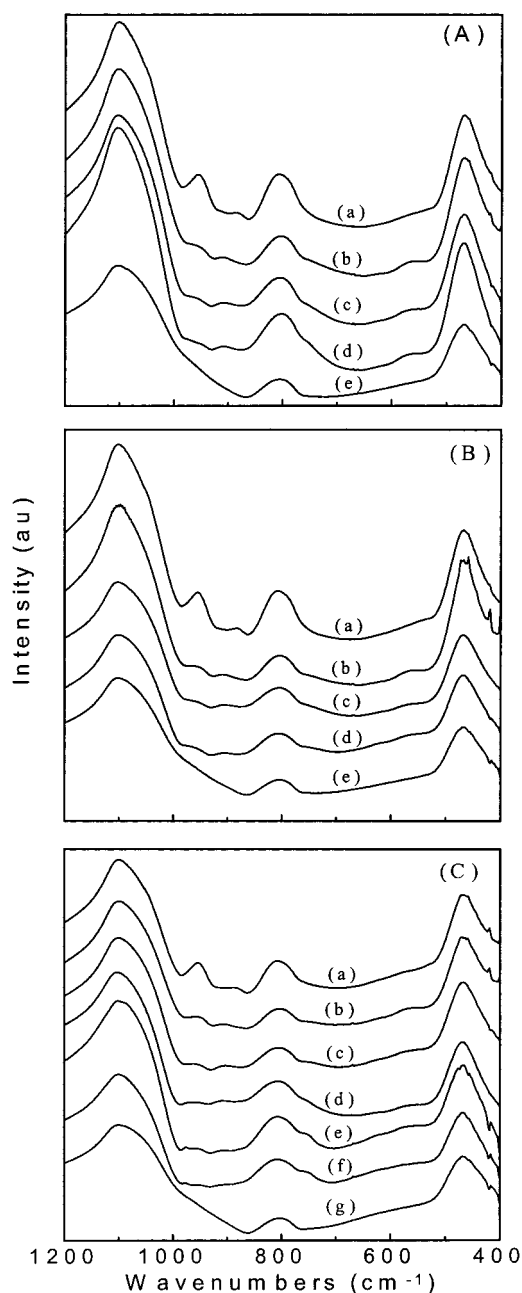 (A)
(a)
(b)
(c)
(d)
(e)
(B)
(a)
(b)
(c)
(d)
(e)
Intensity (au)
(C)
(a)
(b)
(c)
(d)
(e)
(f)
(g)
1200 1000 800 600 400
Wavenumbers (cm⁻¹)